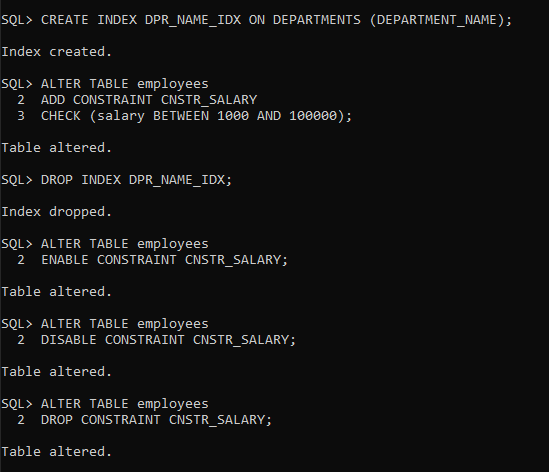 SQL> CREATE INDEX DPR_NAME_IDX ON DEPARTMENTS (DEPARTMENT_NAME);
Index created.
SQL> ALTER TABLE employees
2 ADD CONSTRAINT CNSTR_SALARY
3 CHECK (salary BETWEEN 1000 AND 100000);
Table altered.
SQL> DROP INDEX DPR_NAME_IDX;
Index dropped.
SQL> ALTER TABLE employees
2 ENABLE CONSTRAINT CNSTR_SALARY;
Table altered.
SQL> ALTER TABLE employees
2 DISABLE CONSTRAINT CNSTR_SALARY;
Table altered.
SQL> ALTER TABLE employees
2 DROP CONSTRAINT CNSTR_SALARY;
Table altered.